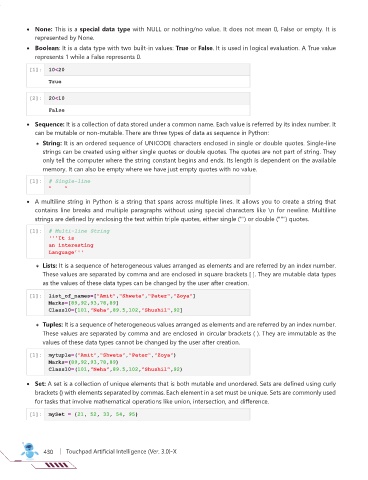 • None: This is a special data type with NULL or nothing/no value. It does not mean 0, False or empty. It is
represented by None.
• Boolean: It is a data type with two built-in values: True or False. It is used in logical evaluation. A True value
represents 1 while a False represents 0.
[1]: 10<20
True
[2]: 20<10
False
• Sequence: It is a collection of data stored under a common name. Each value is referred by its index number. It
can be mutable or non-mutable. There are three types of data as sequence in Python:
String: It is an ordered sequence of UNICODE characters enclosed in single or double quotes. Single-line
strings can be created using either single quotes or double quotes. The quotes are not part of string. They
only tell the computer where the string constant begins and ends. Its length is dependent on the available
memory. It can also be empty where we have just empty quotes with no value.
[1]: # Single-line
" "
• A multiline string in Python is a string that spans across multiple lines. It allows you to create a string that
contains line breaks and multiple paragraphs without using special characters like \n for newline. Multiline
strings are defined by enclosing the text within triple quotes, either single (''') or double (""") quotes.
[1]: # Multi-line String
'''It is
an interesting
Language'''
Lists: It is a sequence of heterogeneous values arranged as elements and are referred by an index number.
These values are separated by comma and are enclosed in square brackets [ ]. They are mutable data types
as the values of these data types can be changed by the user after creation.
[1]: list_of_names=["Amit","Shweta","Peter","Zoya"]
Marks=[89,92,93,78,89]
Class10=[101,"Neha",89.5,102,"Shushil",92]
Tuples: It is a sequence of heterogeneous values arranged as elements and are referred by an index number.
These values are separated by comma and are enclosed in circular brackets ( ). They are immutable as the
values of these data types cannot be changed by the user after creation.
[1]: mytuple=("Amit","Shweta","Peter","Zoya")
Marks=(89,92,93,78,89)
Class10=(101,"Neha",89.5,102,"Shushil",92)
• Set: A set is a collection of unique elements that is both mutable and unordered. Sets are defined using curly
brackets {} with elements separated by commas. Each element in a set must be unique. Sets are commonly used
for tasks that involve mathematical operations like union, intersection, and difference.
[1]: mySet = {21, 52, 32, 54, 95}
430 | Touchpad Artificial Intelligence (Ver. 3.0)-X